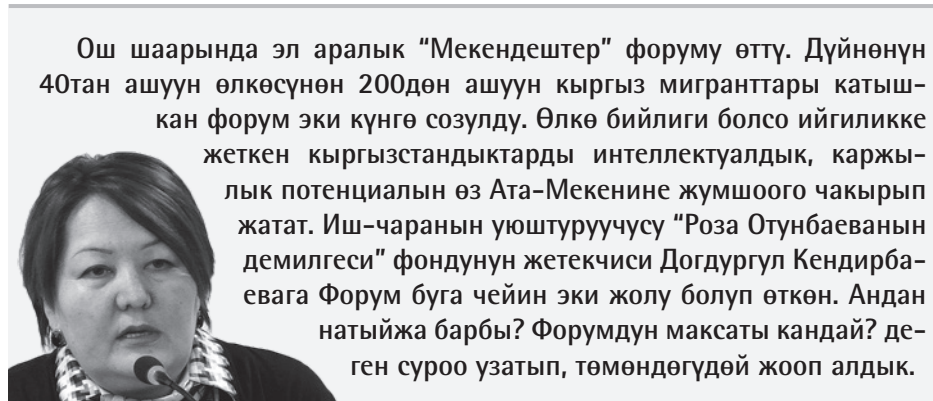 Ош шаарында эл аралык “Мекендештер” форуму өттү. Дүйнөнүн
40тан ашуун өлкөсүнөн 200дөн ашуун кыргыз мигранттары катыш-
кан форум эки күнгө созулду. Өлкө бийлиги болсо ийгиликке
жеткен кыргызстандыктарды интеллектуалдык, каржы-
лык потенциалын өз Ата-Мекенине жумшоого чакырып
жатат. Иш-чаранын уюштуруучусу “Роза Отунбаеванын
демилгеси” фондунун жетекчиси Догдургул Кендирба-
евага Форум буга чейин эки жолу болуп өткөн. Андан
натыйжа барбы? Форумдун максаты кандай? де-
ген суроо узатып, төмөндөгүдөй жооп алдык.